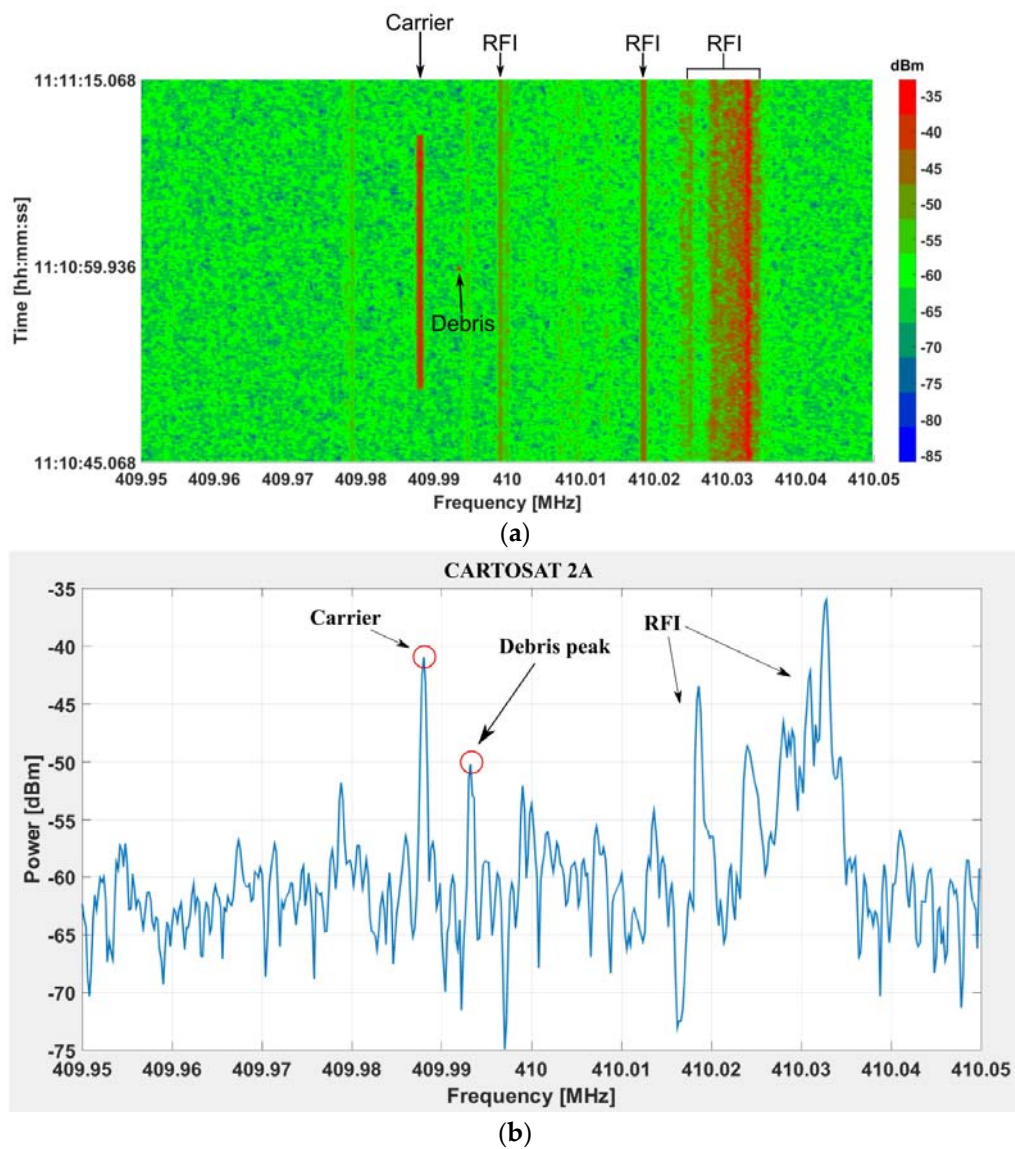 Carrier
RFI
RFI
RFI
dBm
11:11:15.068
11:10:59.936
11:10:45.068
Time [hh:mm:ss]
Debris
-35
-40
-45
-50
-55
-60
-65
-70
-75
-80
-85
409.95 409.96 409.97 409.98 409.99 410 410.01 410.02 410.03 410.04 410.05
Frequency [MHz]
(a)
CARTOSAT 2A
-35
-40
-45
-50
-55
-60
-65
-70
-75
Power [dBm]
Carrier
Debris peak
RFI
409.95 409.96 409.97 409.98 409.99 410 410.01 410.02 410.03 410.04 410.05
Frequency [MHz]
(b)